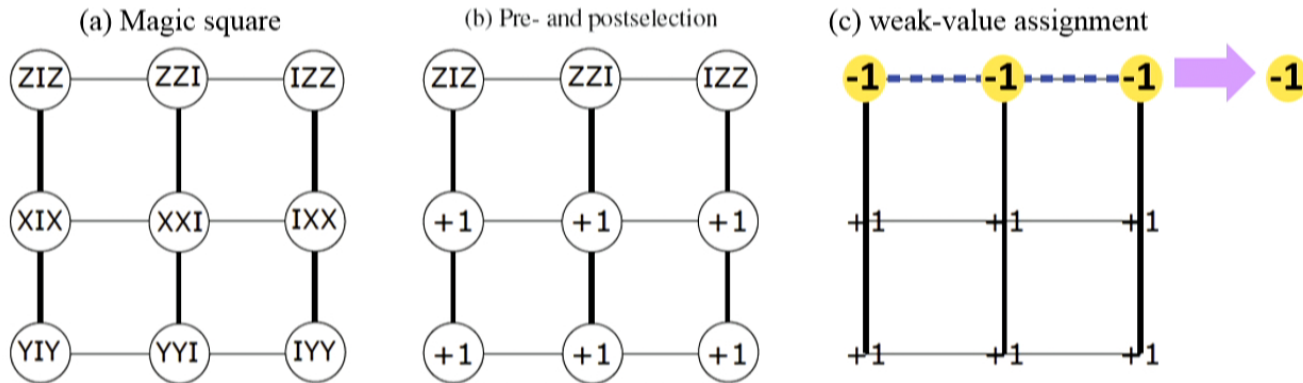 (a) Magic square (b) Pre- and postselection (c) weak-value assignment
ZIZ ZZI IZZ ZIZ ZZI IZZ -1 -1 -1 -1
XIX XXI IXX +1 +1 +1 +1 +1 +1
YIY YYI IYY +1 +1 +1 +1 +1 +1